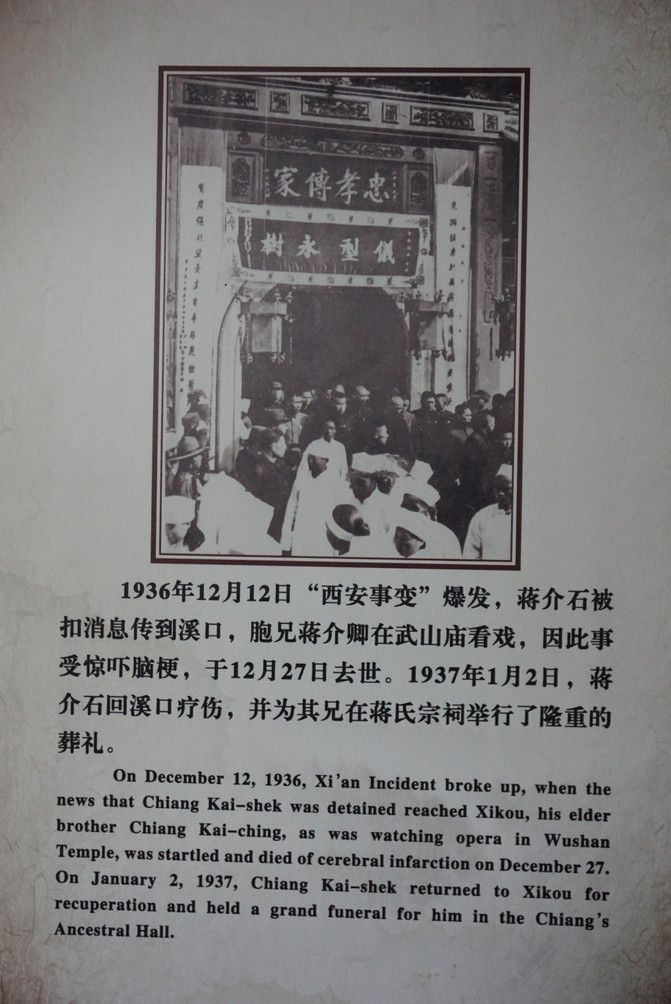 忠孝傳家
儀型永樹
1936年12月12日“西安事变”爆发，蒋介石被
扣消息传到溪口，胞兄蒋介卿在武山庙看戏，因此事
受惊吓脑梗，于12月27日去世。1937年1月2日，蒋
介石回溪口疗伤，并为其兄在蒋氏宗祠举行了隆重的
葬礼。
On December 12, 1936, Xi'an Incident broke up, when the
news that Chiang Kai-shek was detained reached Xikou, his elder
brother Chiang Kai-ching, as was watching opera in Wushan
Temple, was startled and died of cerebral infarction on December 27.
On January 2, 1937, Chiang Kai-shek returned to Xikou for
recuperation and held a grand funeral for him in the Chiang's
Ancestral Hall.